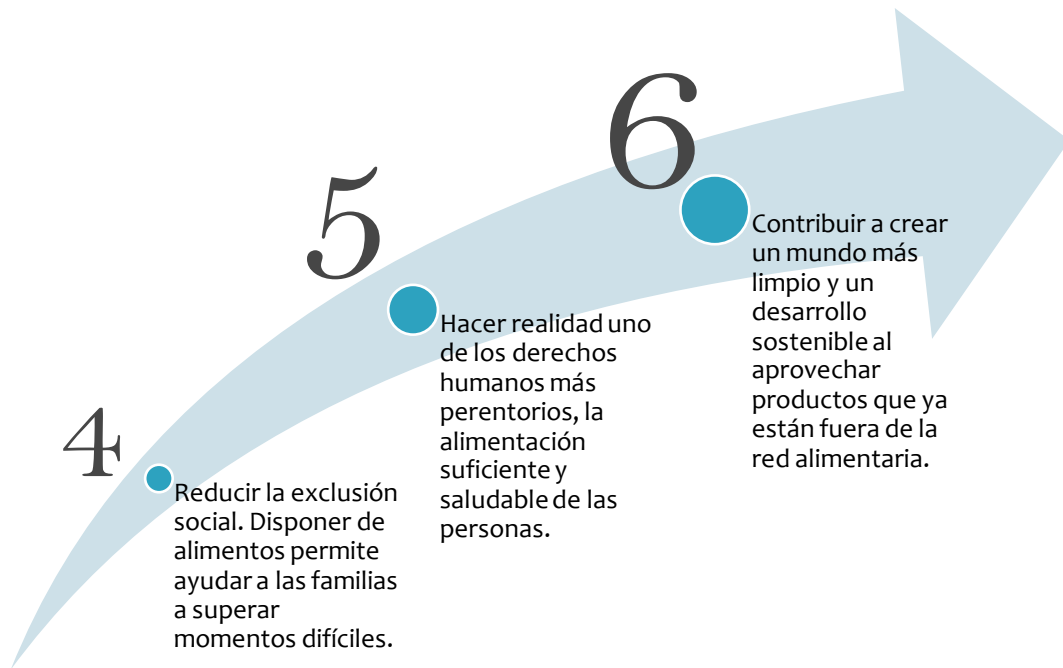 4
Reducir la exclusión
social. Disponer de
alimentos permite
ayudar a las familias
a superar
momentos difíciles.
5
Hacer realidad uno
de los derechos
humanos más
perentorios, la
alimentación
suficiente y
saludable de las
personas.
6
Contribuir a crear
un mundo más
limpio y un
desarrollo
sostenible al
aprovechar
productos que ya
están fuera de la
red alimentaria.